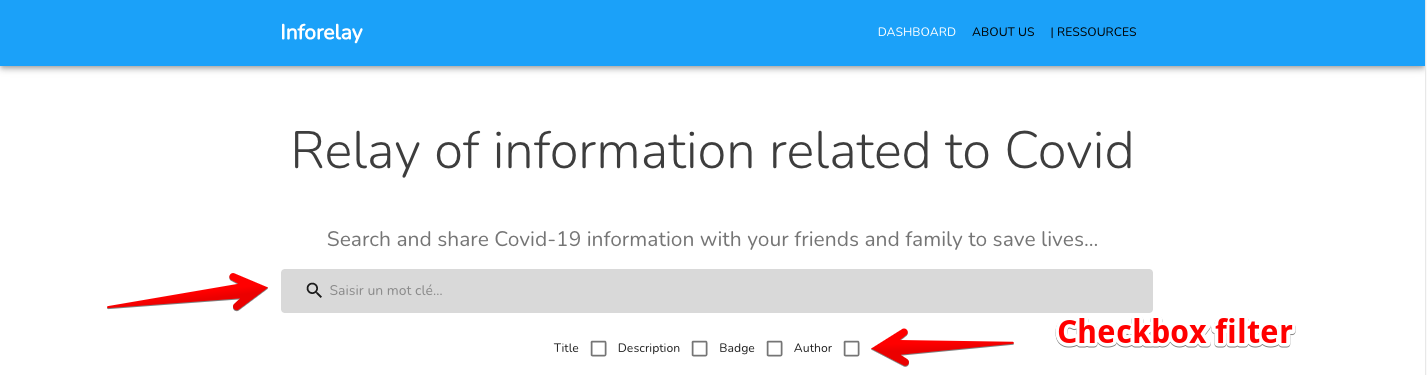 Inforelay
DASHBOARD ABOUT US | RESSOURCES
Relay of information related to Covid
Search and share Covid-19 information with your friends and family to save lives...
Saisir un mot clé...
Checkbox filter
Title Description Badge Author